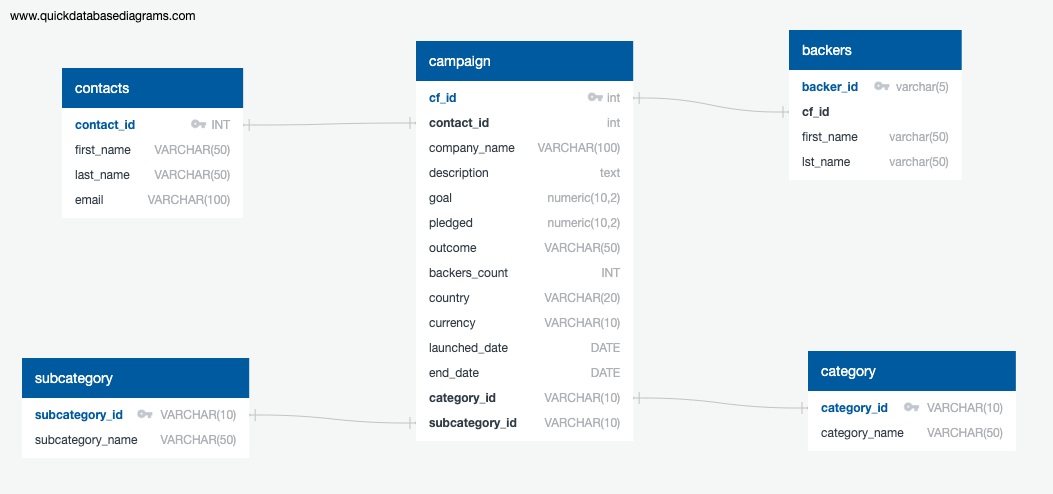 www.quickdatabasediagrams.com
contacts
contact_id INT
first_name VARCHAR(50)
last_name VARCHAR(50)
email VARCHAR(100)
campaign
cf_id int
contact_id int
company_name VARCHAR(100)
description text
goal numeric(10,2)
pledged numeric(10,2)
outcome VARCHAR(50)
backers_count INT
country VARCHAR(20)
currency VARCHAR(10)
launched_date DATE
end_date DATE
category_id VARCHAR(10)
subcategory_id VARCHAR(10)
backers
backer_id varchar(5)
cf_id
first_name varchar(50)
lst_name varchar(50)
subcategory
subcategory_id VARCHAR(10)
subcategory_name VARCHAR(50)
category
category_id VARCHAR(10)
category_name VARCHAR(50)